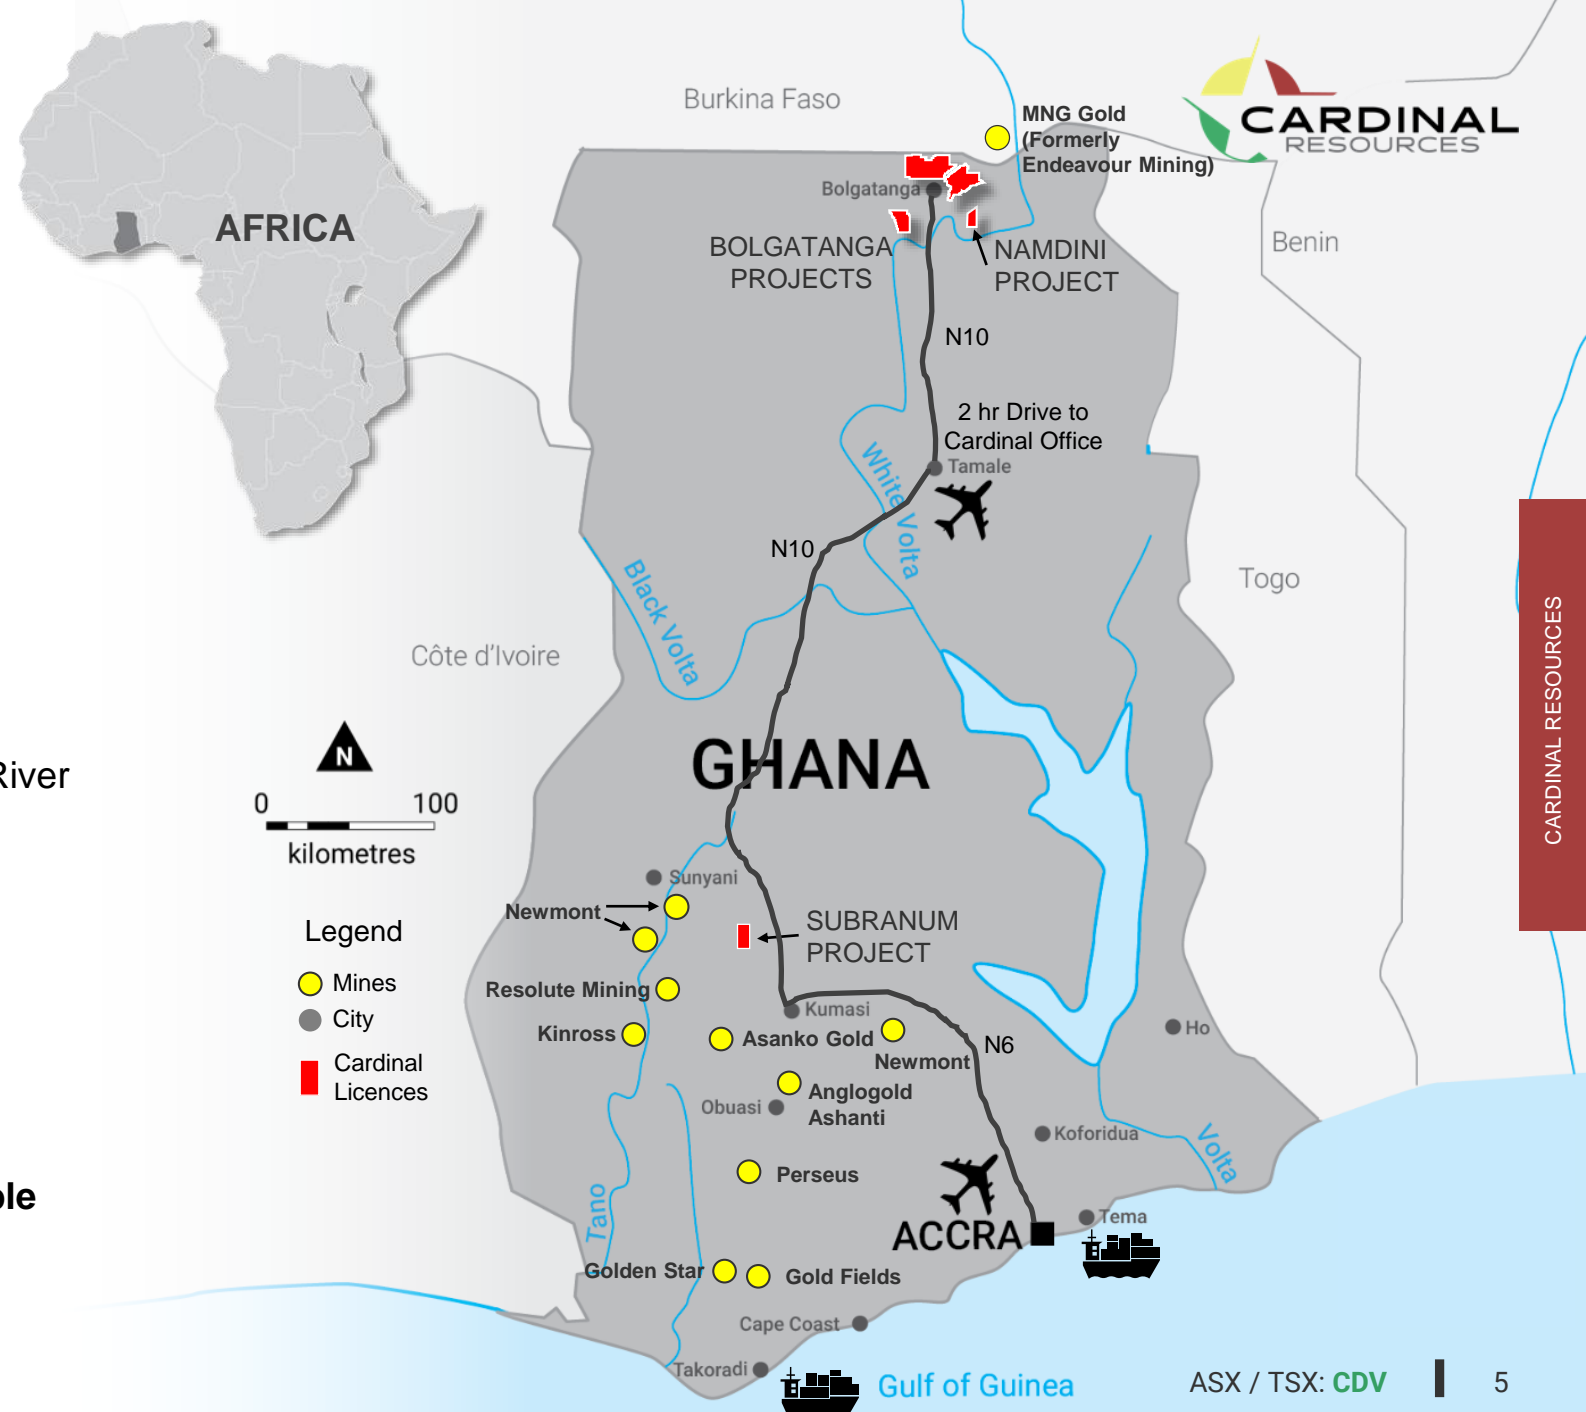 Burkina Faso
MNG Gold
(Formerly
Endeavour Mining)
CARDINAL
RESOURCES
AFRICA
Bolgatanga
BOLGATANGA
PROJECTS
NAMDINI
PROJECT
Benin
N10
2 hr Drive to
Cardinal Office
Tamale
White Volta
N10
Black Volta
Togo
Côte d'Ivoire
CARDINAL RESOURCES
GHANA
River
N
0 100
kilometres
Sunyani
Newmont
SUBRANUM
PROJECT
Legend
Mines
City
Cardinal
Licences
Resolute Mining
Kinross
Kumasi
Asanko Gold
Newmont
N6
Ho
Anglogold
Ashanti
Obuasi
Koforidua
Volta
Perseus
ble
Tano
ACCRA
Tema
Golden Star
Gold Fields
Cape Coast
Takoradi
Gulf of Guinea
ASX / TSX: CDV
5